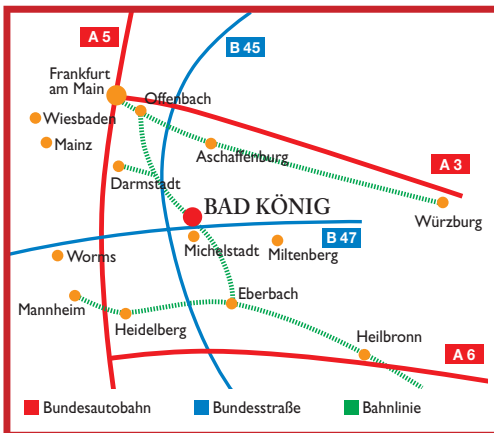 A 5
B 45
Frankfurt
am Main
Offenbach
Wiesbaden
Mainz
Aschaffenburg
A 3
Darmstadt
BAD KÖNIG
Würzburg
B 47
Michelstadt
Miltenberg
Worms
Eberbach
Mannheim
Heidelberg
Heilbronn
A 6
Bundesautobahn
Bundesstraße
Bahnlinie